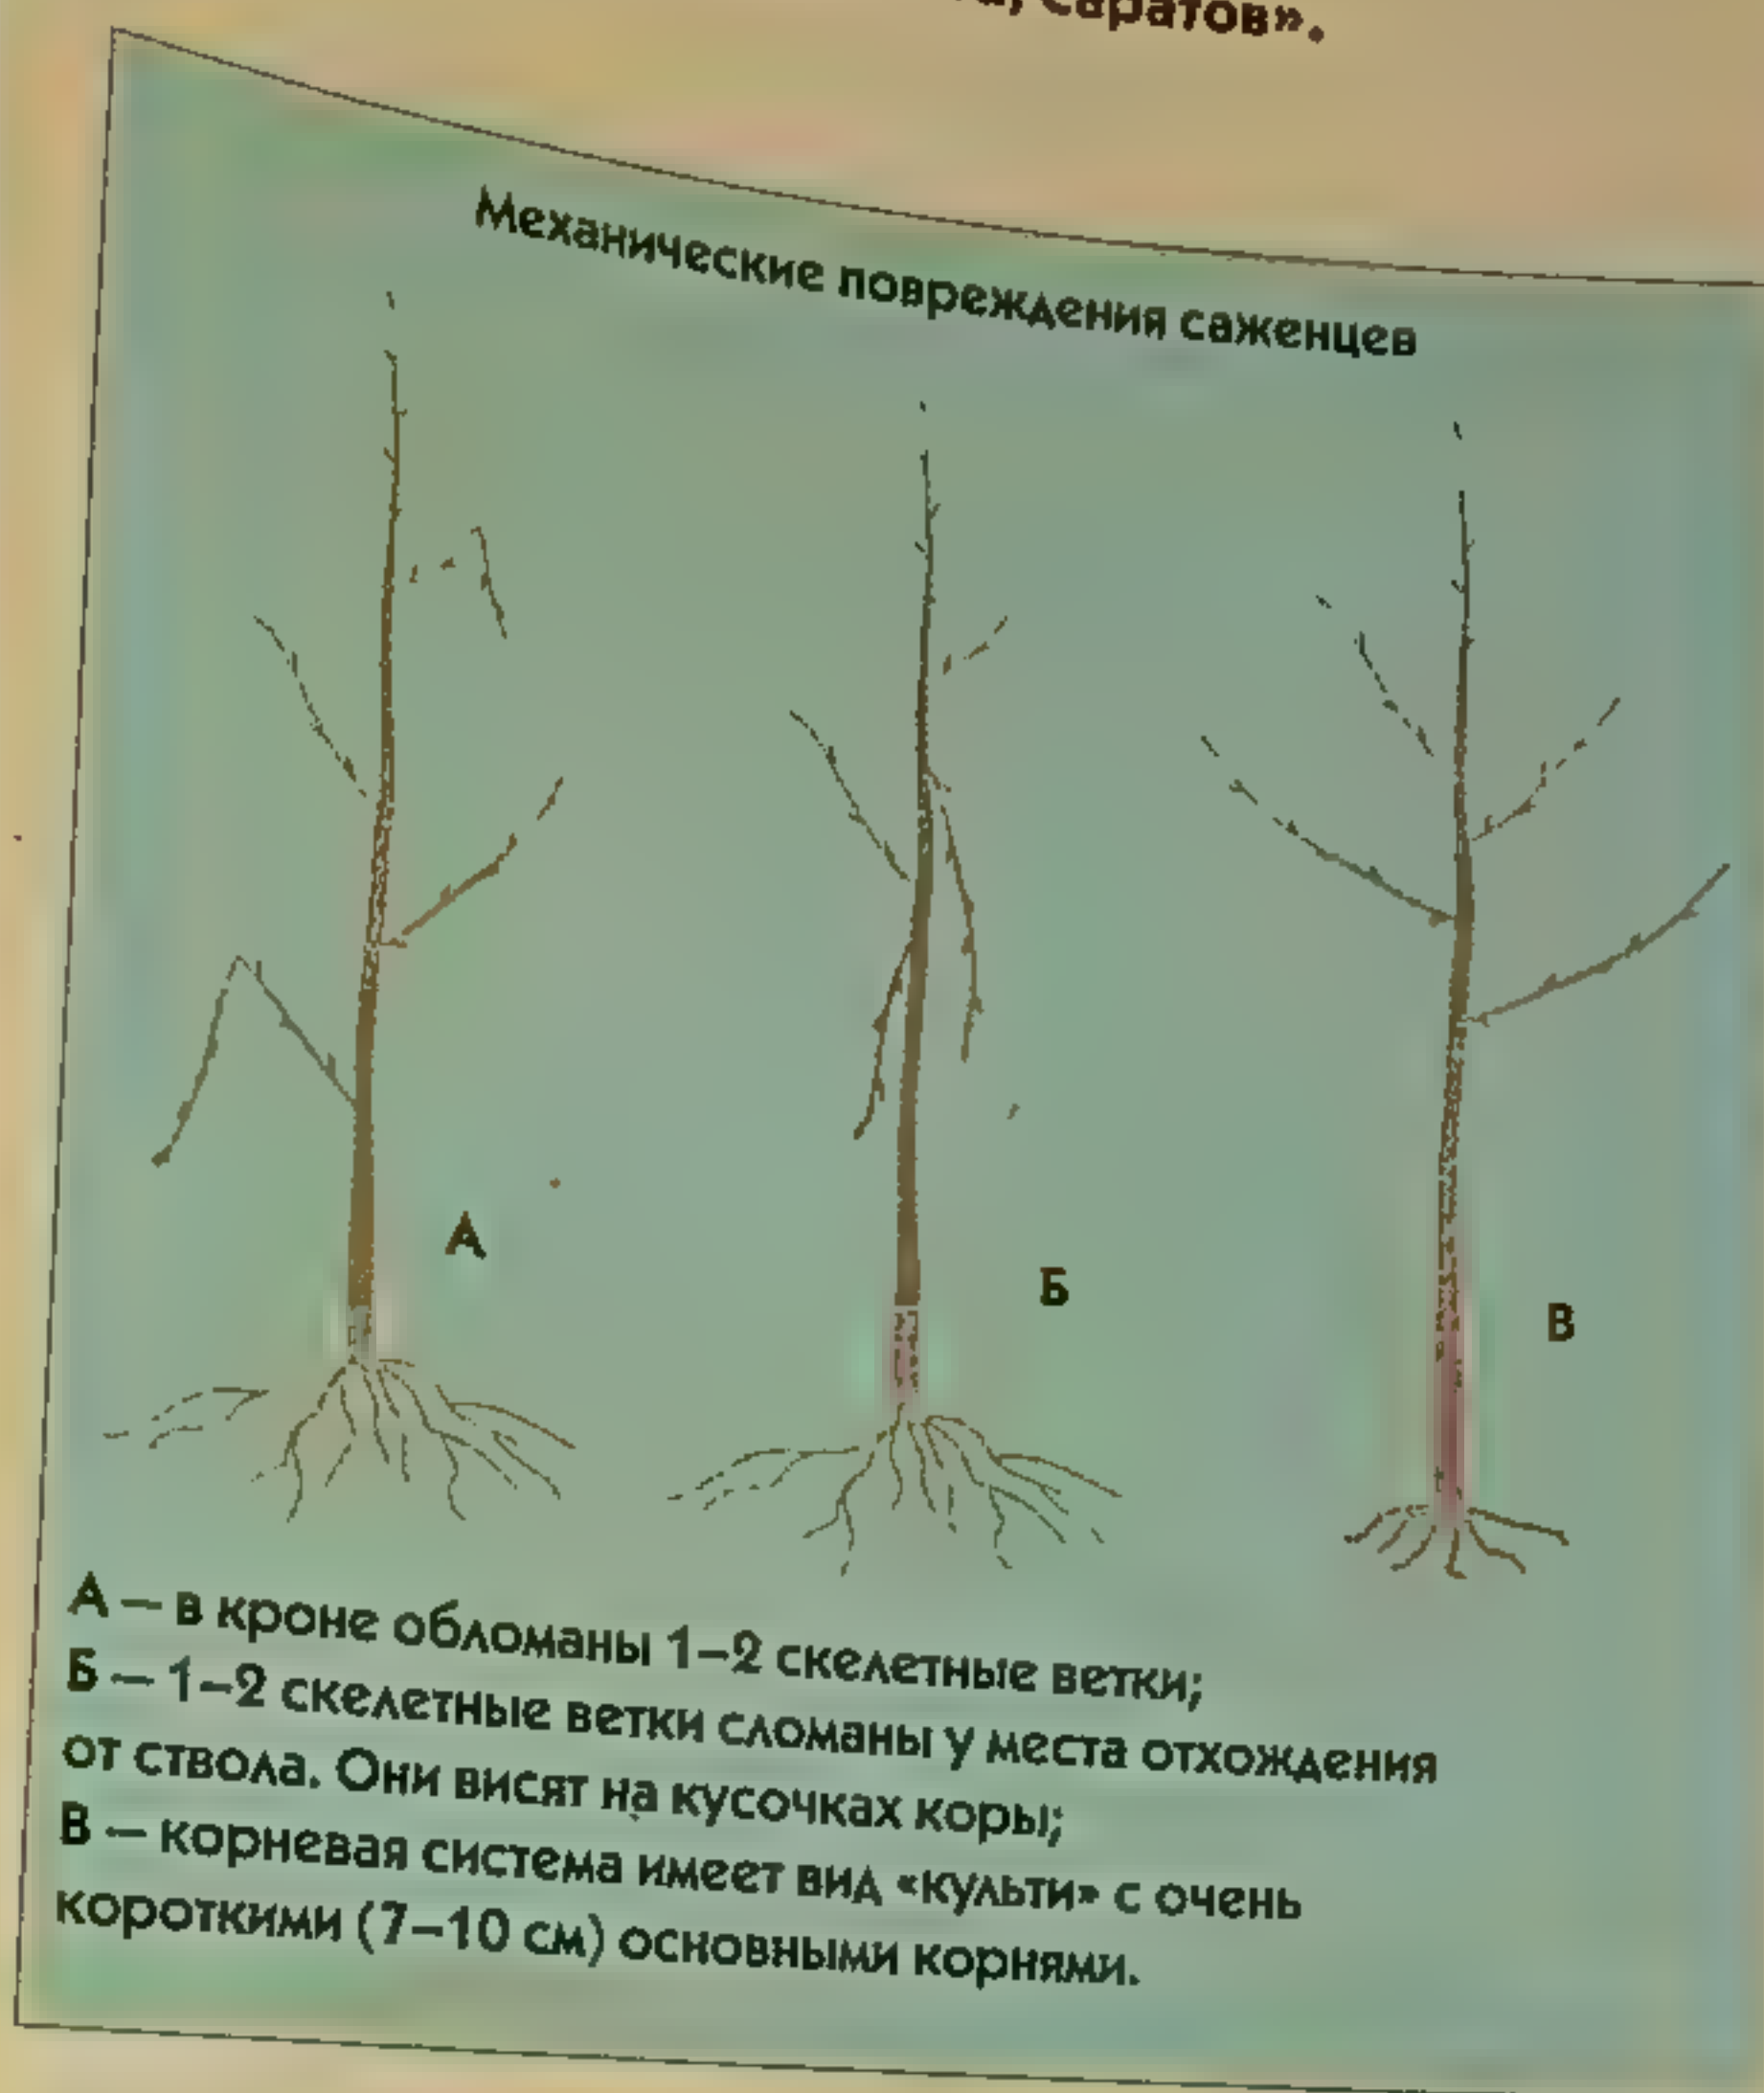 Саратов».
Механические повреждения саженцев
А
Б
В
А — в кроне обломаны 1–2 скелетные ветки;
Б — 1–2 скелетные ветки сломаны у места отхождения
от ствола. Они висят на кусочках коры;
В — корневая система имеет вид «культи» с очень
короткими (7–10 см) основными корнями.